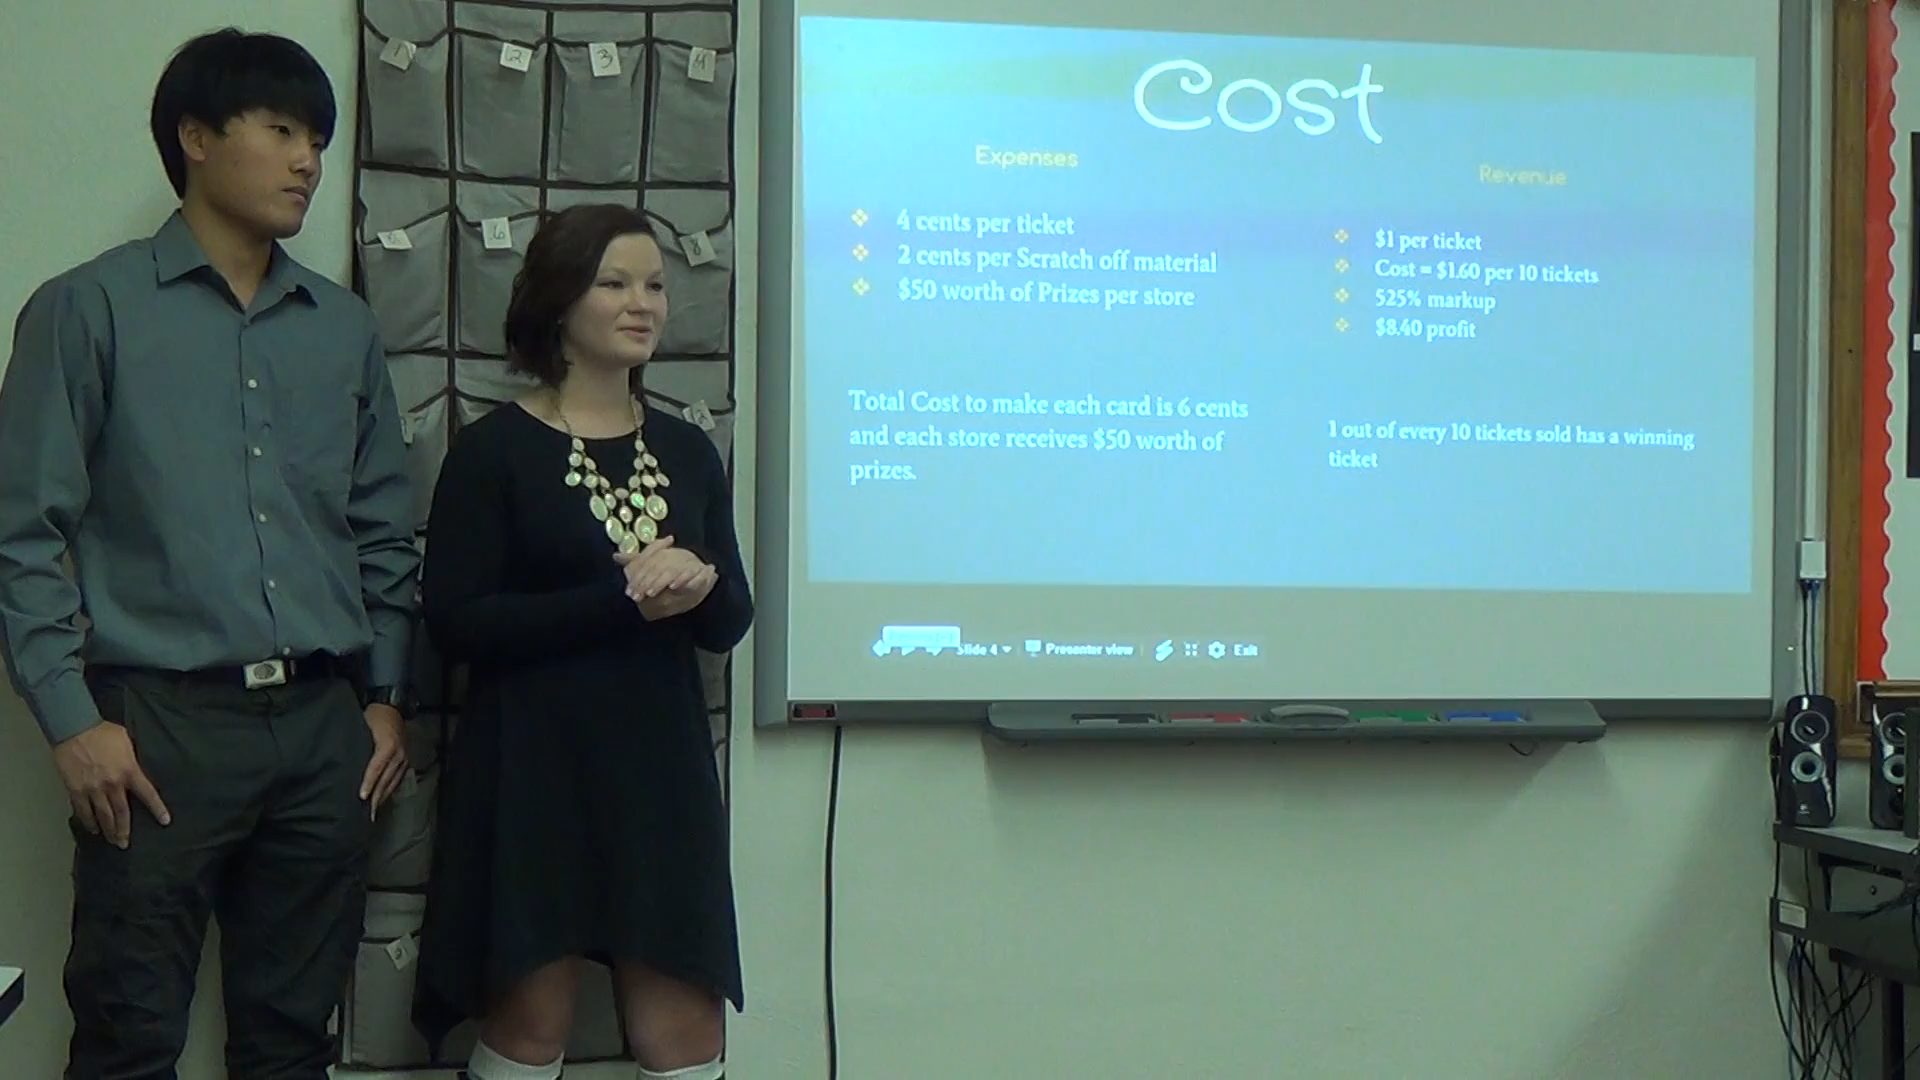 1
2
3
4
6
8
Cost
Expenses
❖ 4 cents per ticket
❖ 2 cents per Scratch off material
❖ $50 worth of Prizes per store
Total Cost to make each card is 6 cents
and each store receives $50 worth of
prizes.
Revenue
❖ $1 per ticket
❖ Cost = $1.60 per 10 tickets
❖ 525% markup
❖ $8.40 profit
1 out of every 10 tickets sold has a winning
ticket
Slide 4 Presenter view Exit